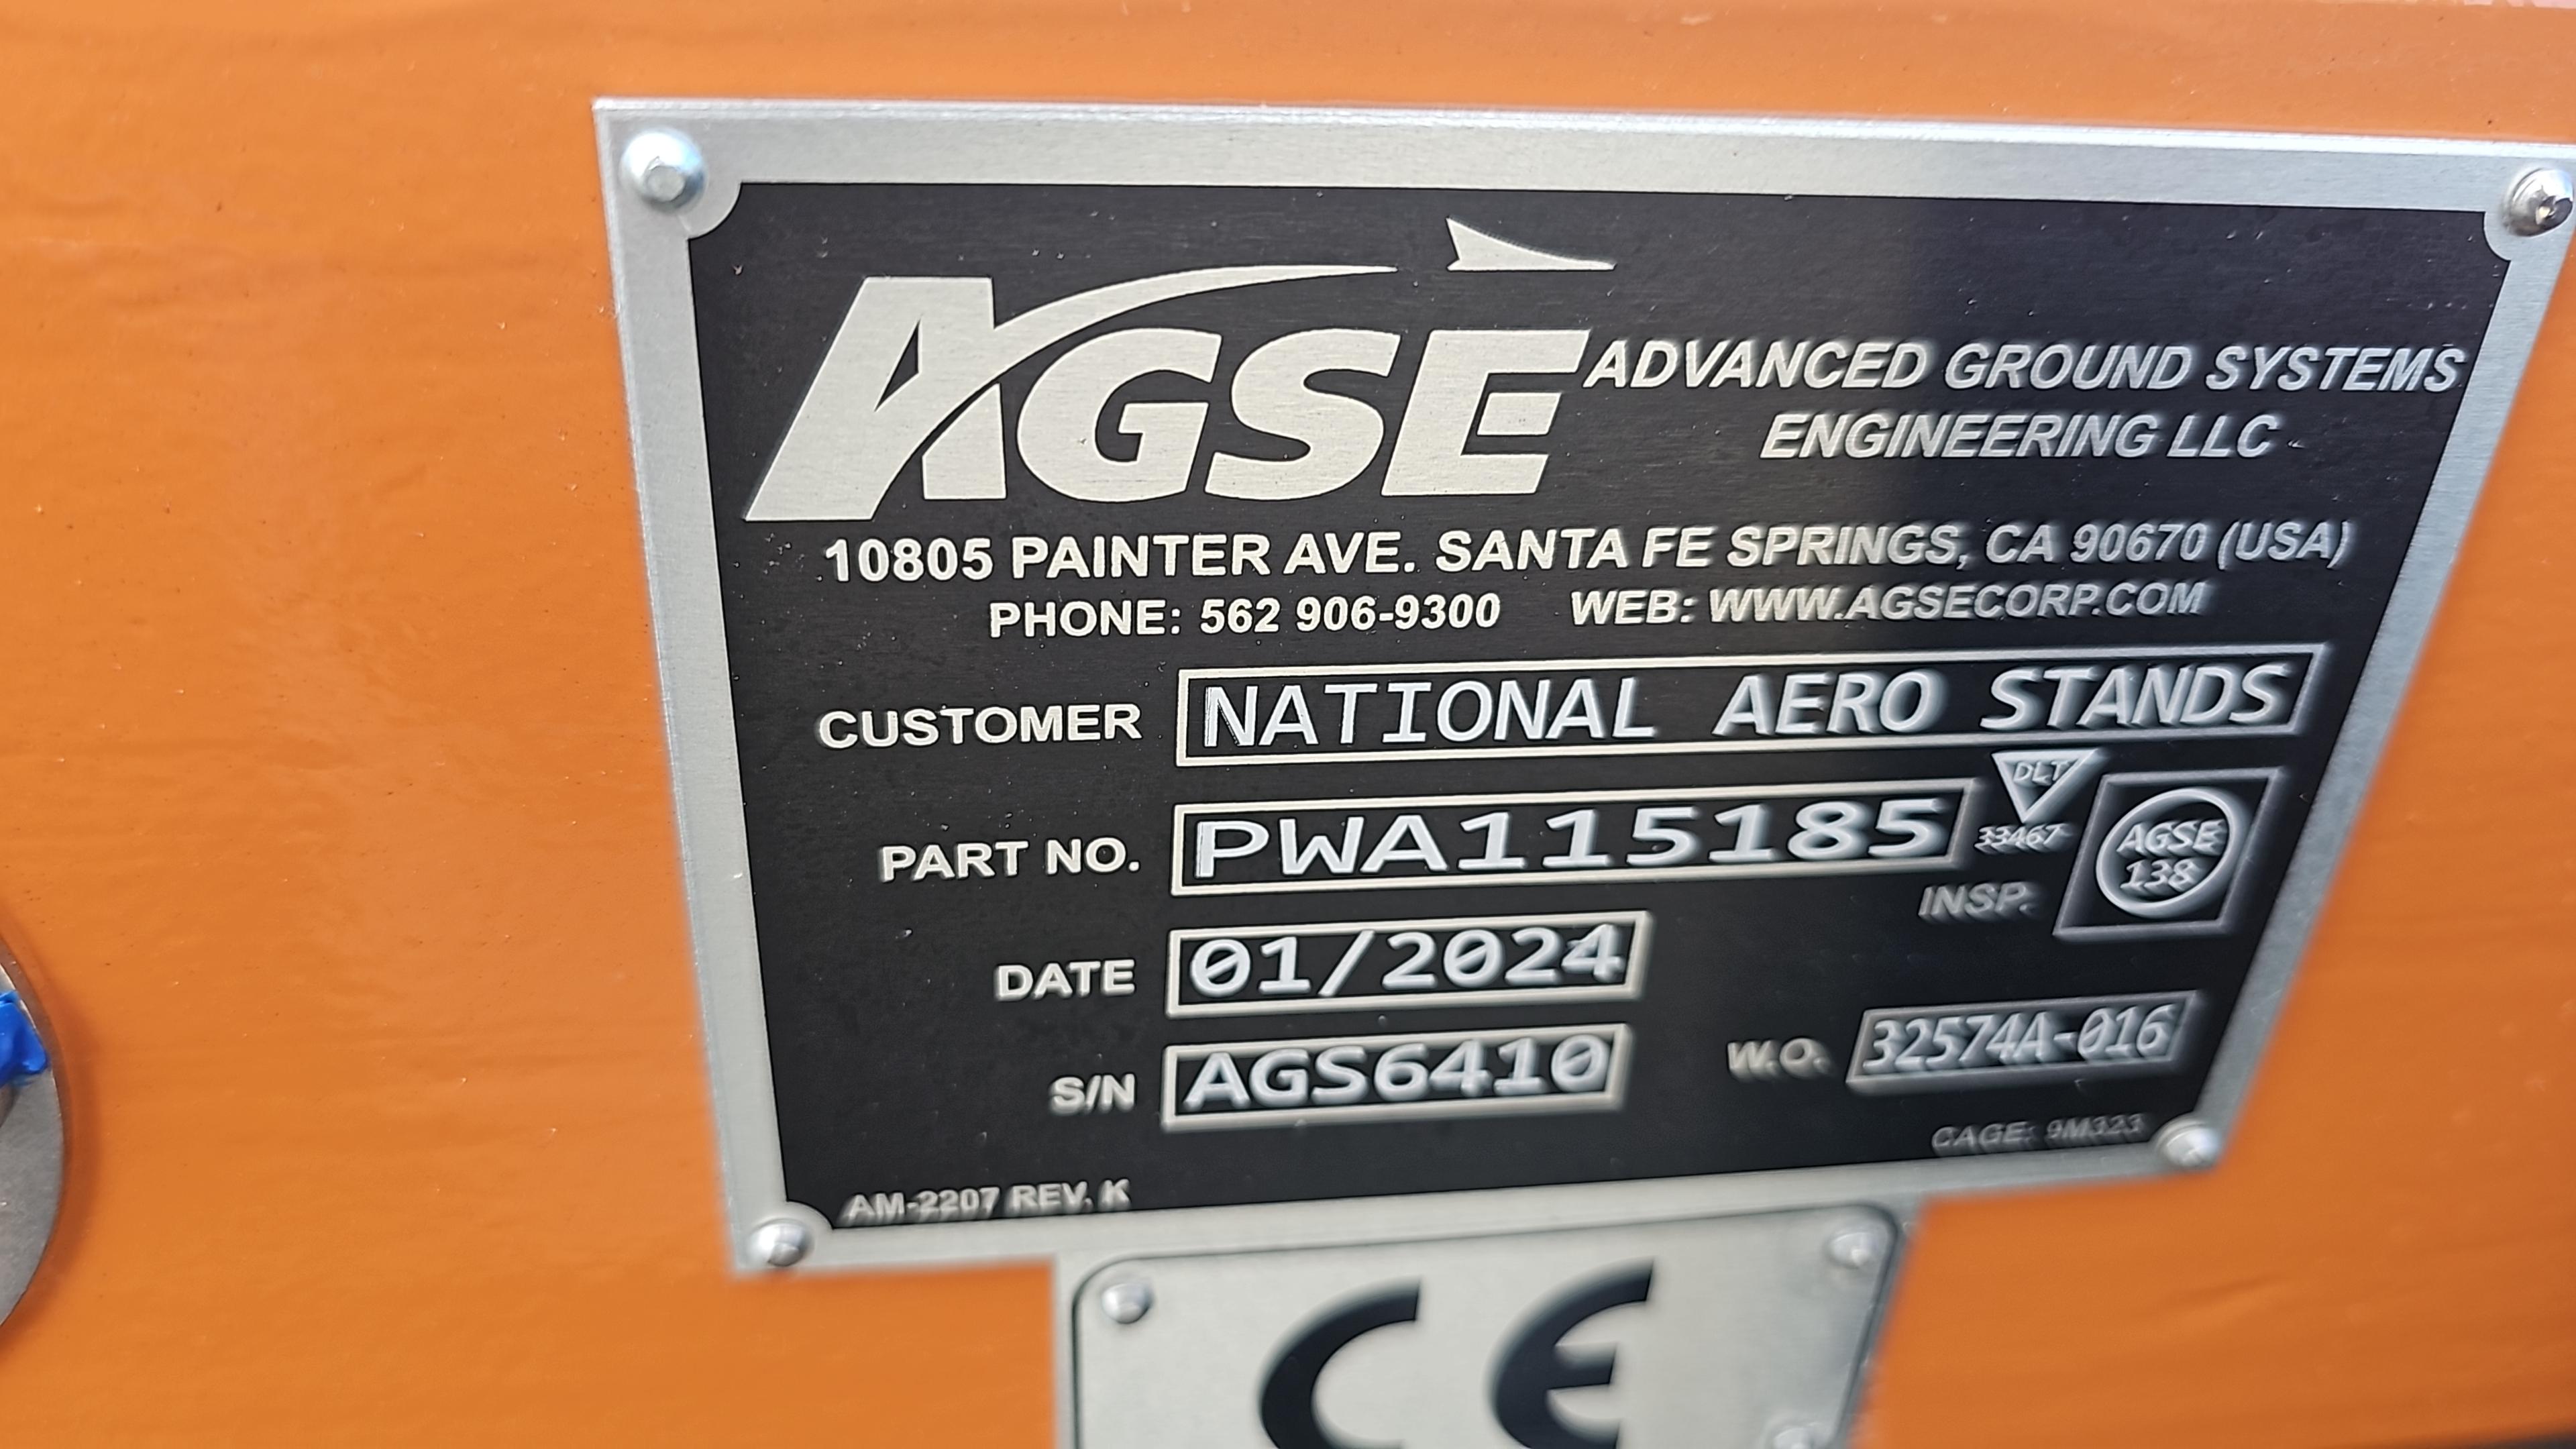 AGSE ADVANCED GROUND SYSTEMS
ENGINEERING LLC
10805 PAINTER AVE. SANTA FE SPRINGS, CA 90670 (USA)
PHONE: 562 906-9300 WEB: WWW.AGSECORP.COM
CUSTOMER NATIONAL AERO STANDS
PART NO. PWA115185
DLT
33467
INSP. AGSE
138
DATE 01/2024
S/N AGS6410
W.O. 32574A-016
CAGE: 9M323
AM-2207 REV. K
CE